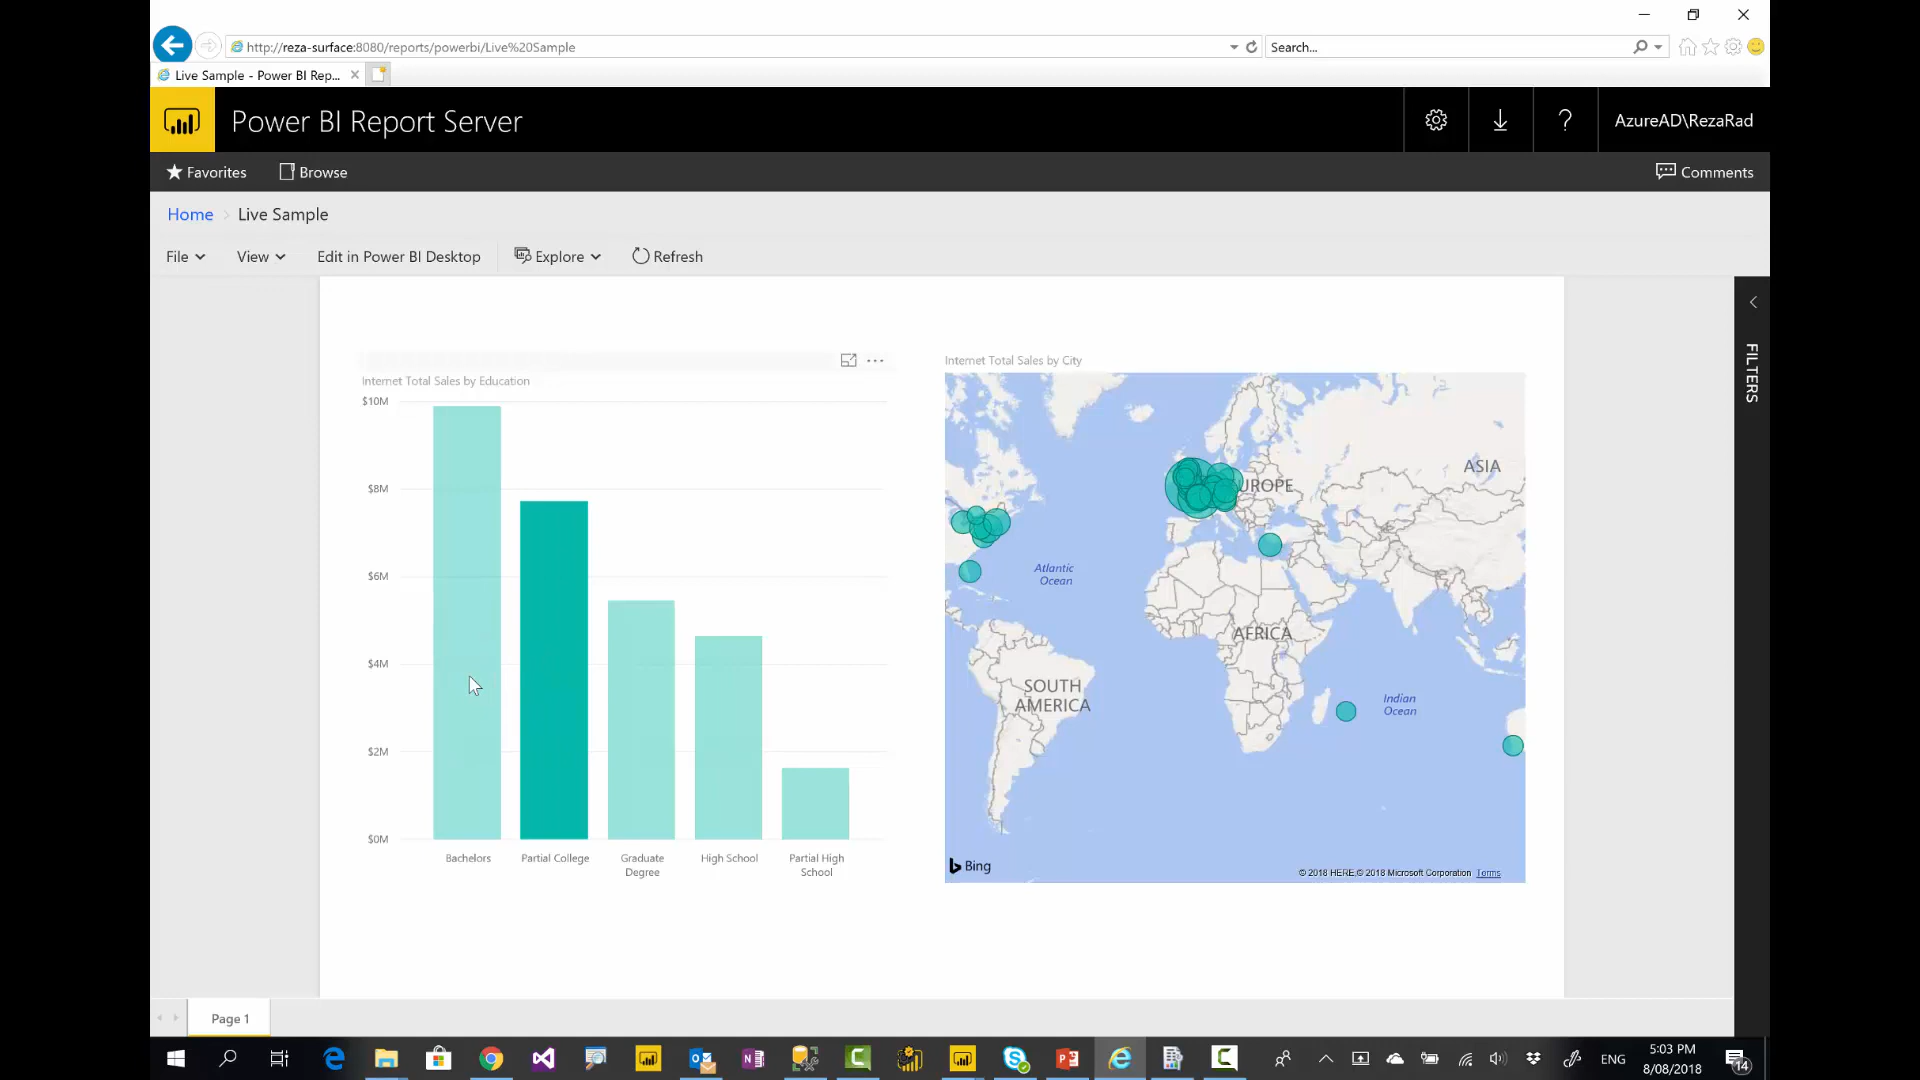 http://reza-surface:8080/reports/powerbi/Live%20Sample
Search...
Live Sample - Power BI Rep...
Power BI Report Server
?
AzureAD\RezaRad
Favorites
Browse
Comments
Home > Live Sample
File
View
Edit in Power BI Desktop
Explore
Refresh
FILTERS
Internet Total Sales by Education
$10M
$8M
$6M
$4M
$2M
$0M
Bachelors
Partial College
Graduate
Degree
High School
Partial High
School
Internet Total Sales by City
ASIA
UROPE
Atlantic
Ocean
AFRICA
SOUTH
AMERICA
Indian
Ocean
Bing
© 2018 HERE,© 2018 Microsoft Corporation Terms
Page 1
ENG
5:03 PM
8/08/2018
14